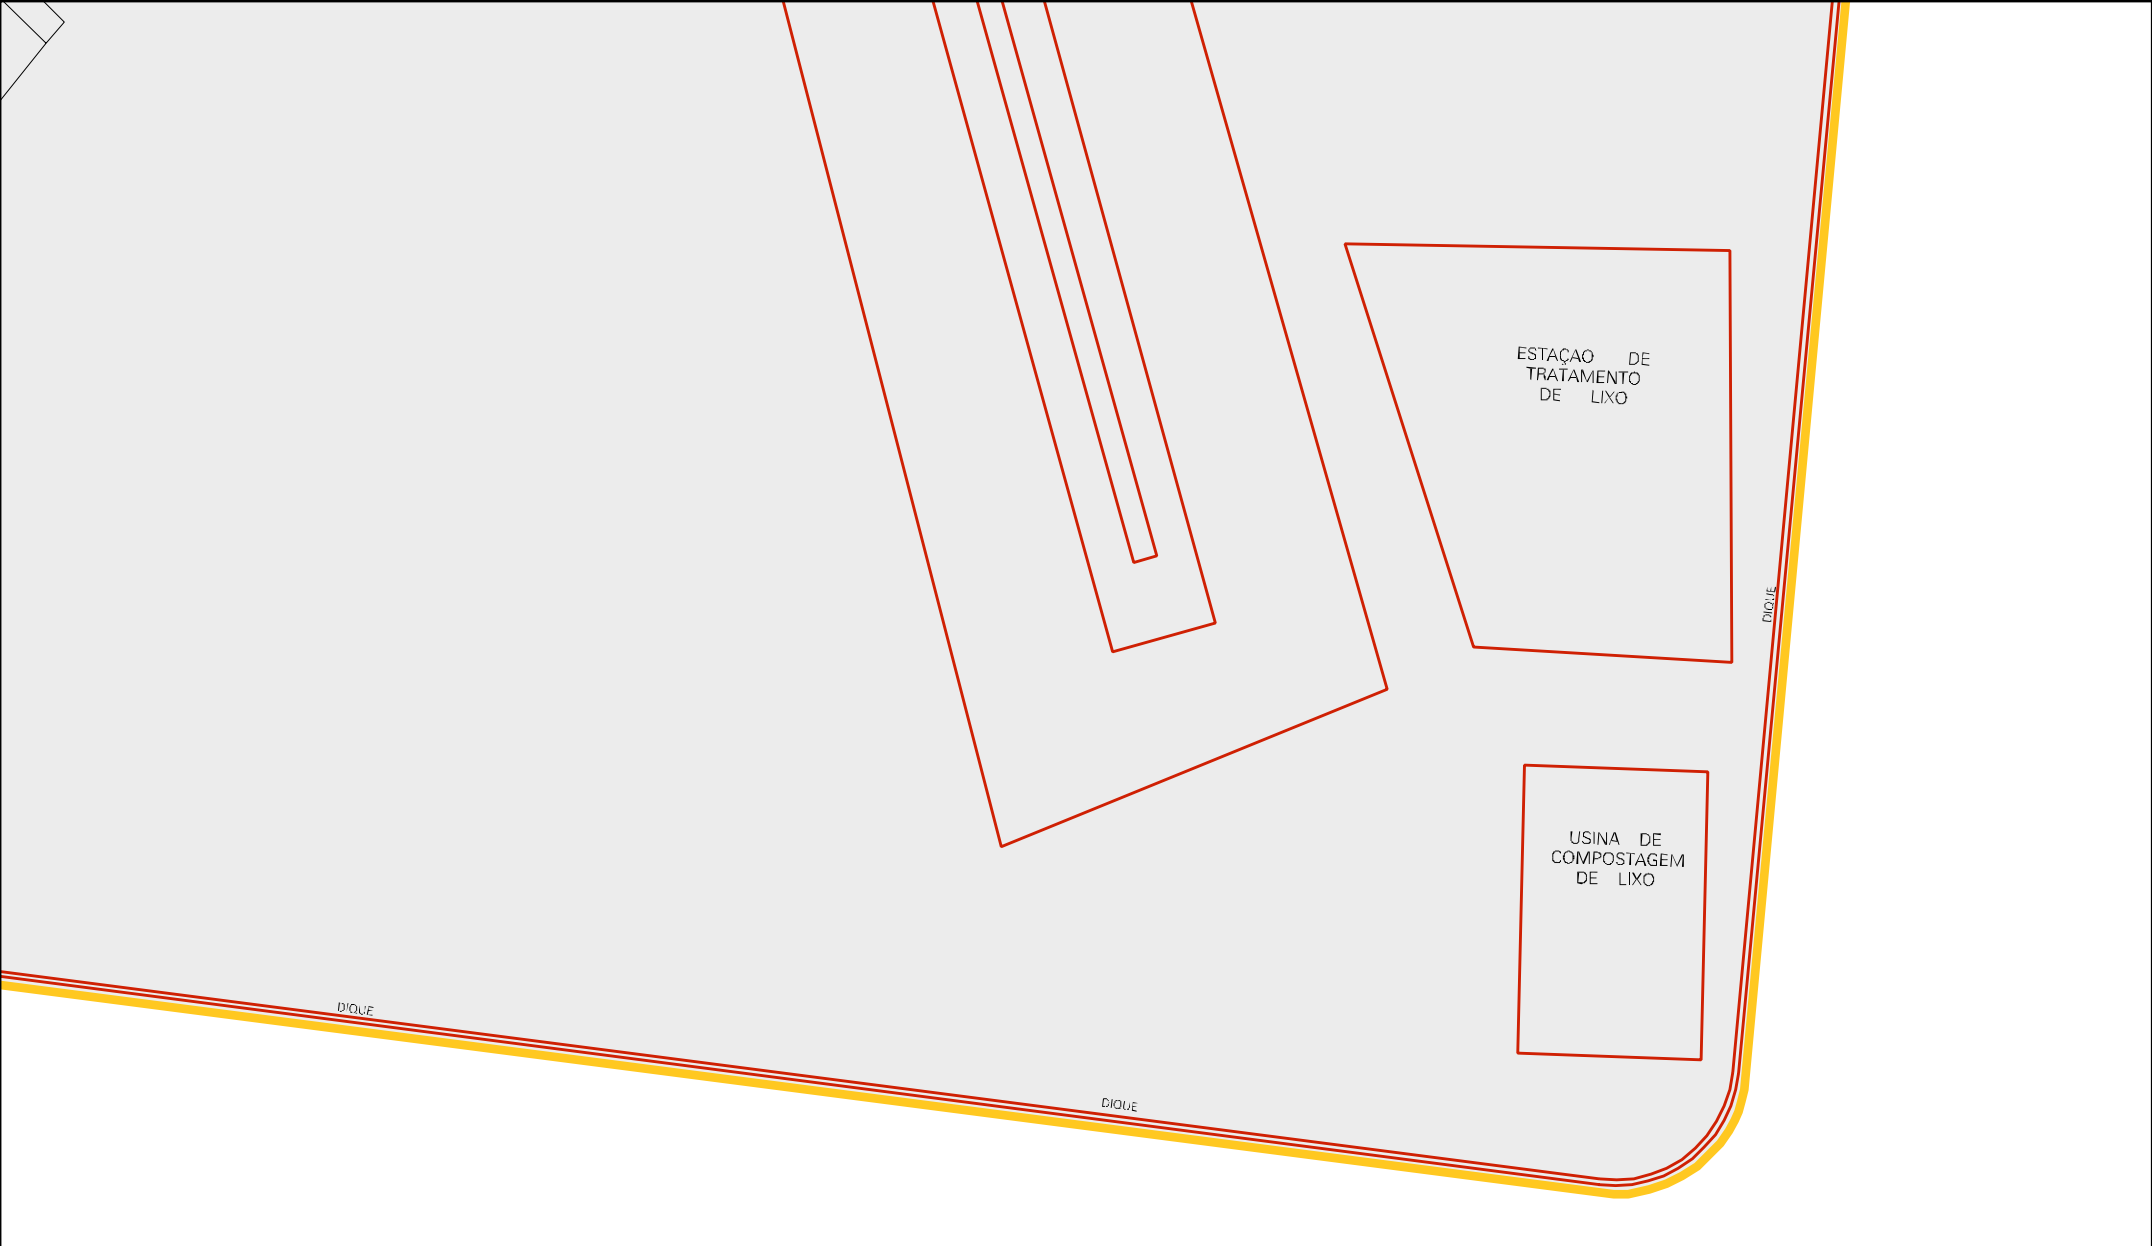 ESTAÇAO DE
TRATAMENTO
DE LIXO
DIQUE
USINA DE
COMPOSTAGEM
DE LIXO
DIQUE
DIQUE